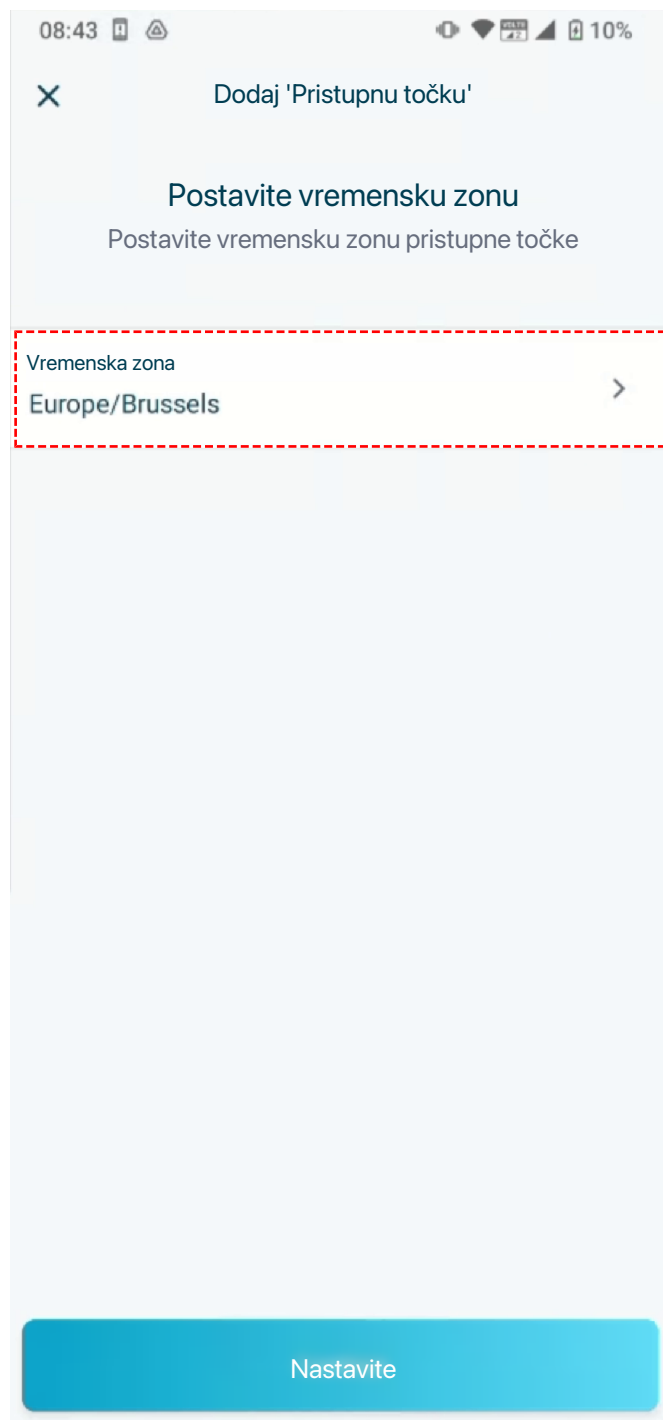 08:43 10%
Dodaj 'Pristupnu točku'
Postavite vremensku zonu
Postavite vremensku zonu pristupne točke
Vremenska zona
Europe/Brussels
Nastavite